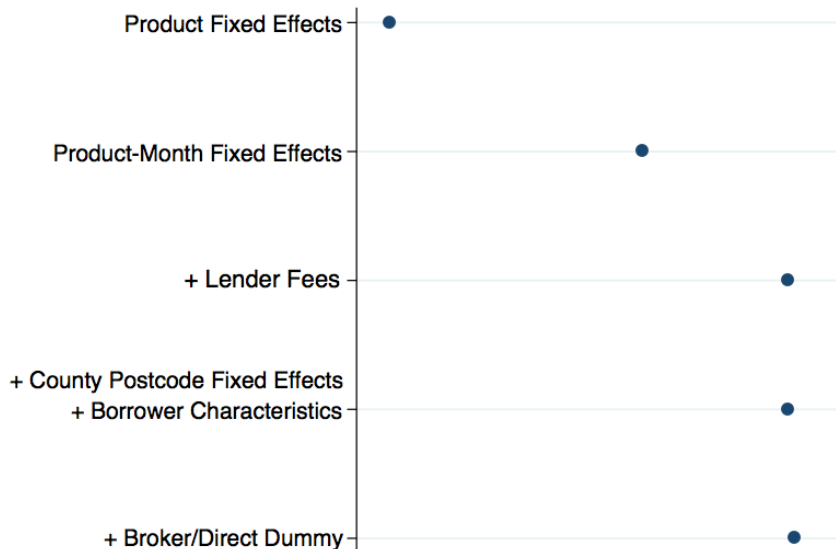 Product Fixed Effects
Product-Month Fixed Effects
+ Lender Fees
+ County Postcode Fixed Effects
+ Borrower Characteristics
+ Broker/Direct Dummy